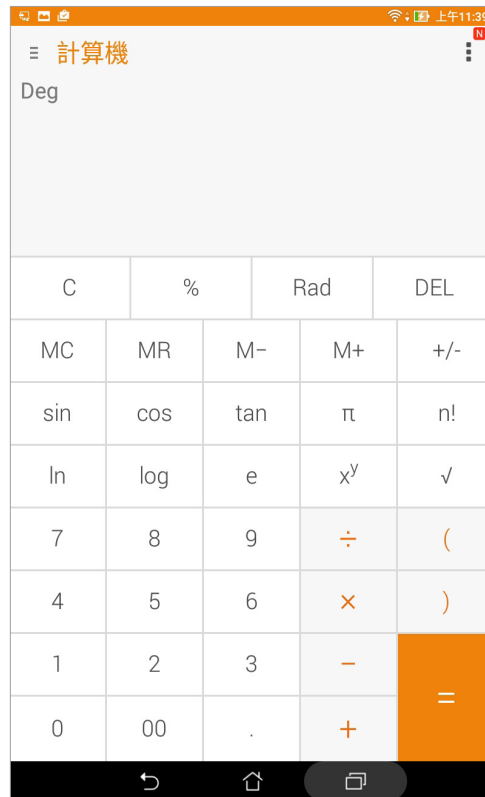 上午11:39
N
計算機
Deg
C % Rad DEL
MC MR M− M+ +/-
sin cos tan π n!
ln log e xʸ √
7 8 9 ÷ (
4 5 6 × )
1 2 3 −
=
0 00 . +